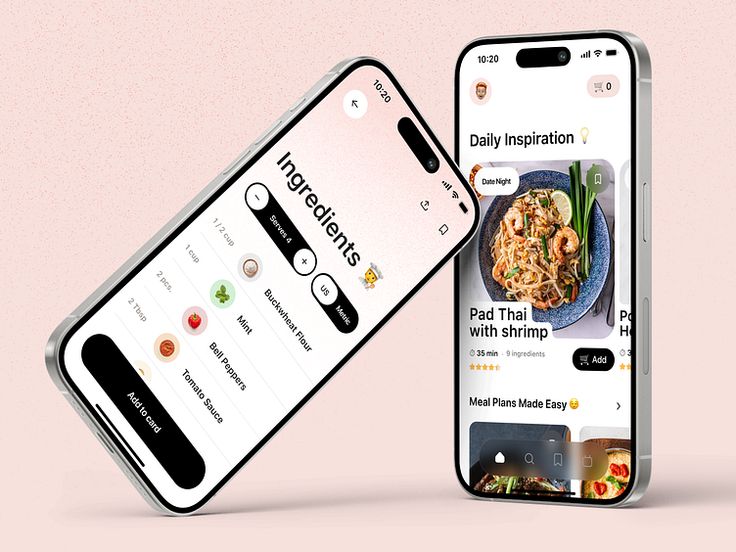 10:20
Ingredients
Serves 4
US
Metric
1 / 2 cup
Buckwheat Flour
1 cup
Mint
2 pcs.
Bell Peppers
2 Tbsp
Tomato Sauce
Add to card
10:20
0
Daily Inspiration
Date Night
Pad Thai
with shrimp
35 min · 9 ingredients
Add
Meal Plans Made Easy